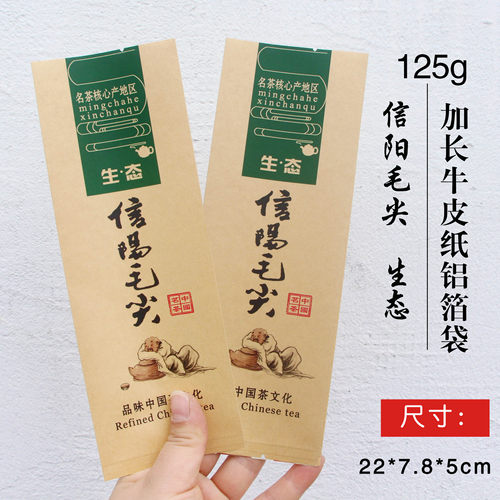 名茶核心产地区
mingchahe
xinchanqu
生·态
信陽毛尖
中國
名茶
品味中国茶文化
Refined Ch tea
名茶核心产地区
mingchahe
xinchanqu
生·态
信陽毛尖
中國
名茶
中国茶文化
Chinese tea
125g
加长牛皮纸铝箔袋
信阳毛尖 生态
尺寸：
22*7.8*5cm